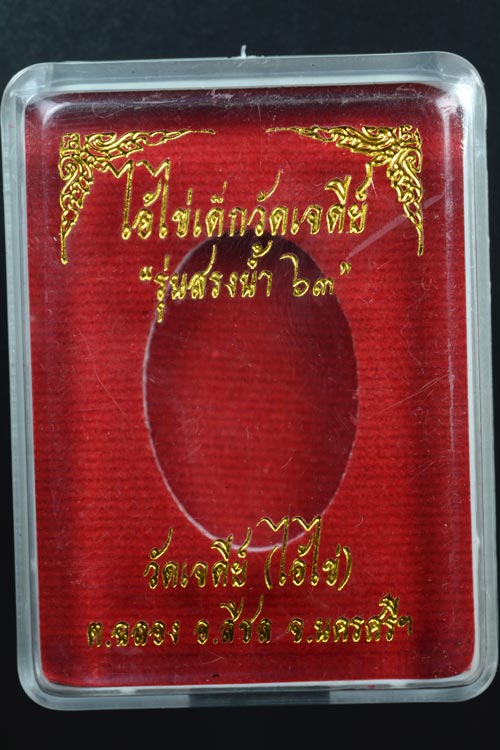 ไอ้ไข่เด็กวัดเจดีย์
"รุ่นสรงน้ำ ๖๓"
วัดเจดีย์ (ไอ้ไข่)
ต.ฉลอง อ.สิชล จ.นครศรีฯ